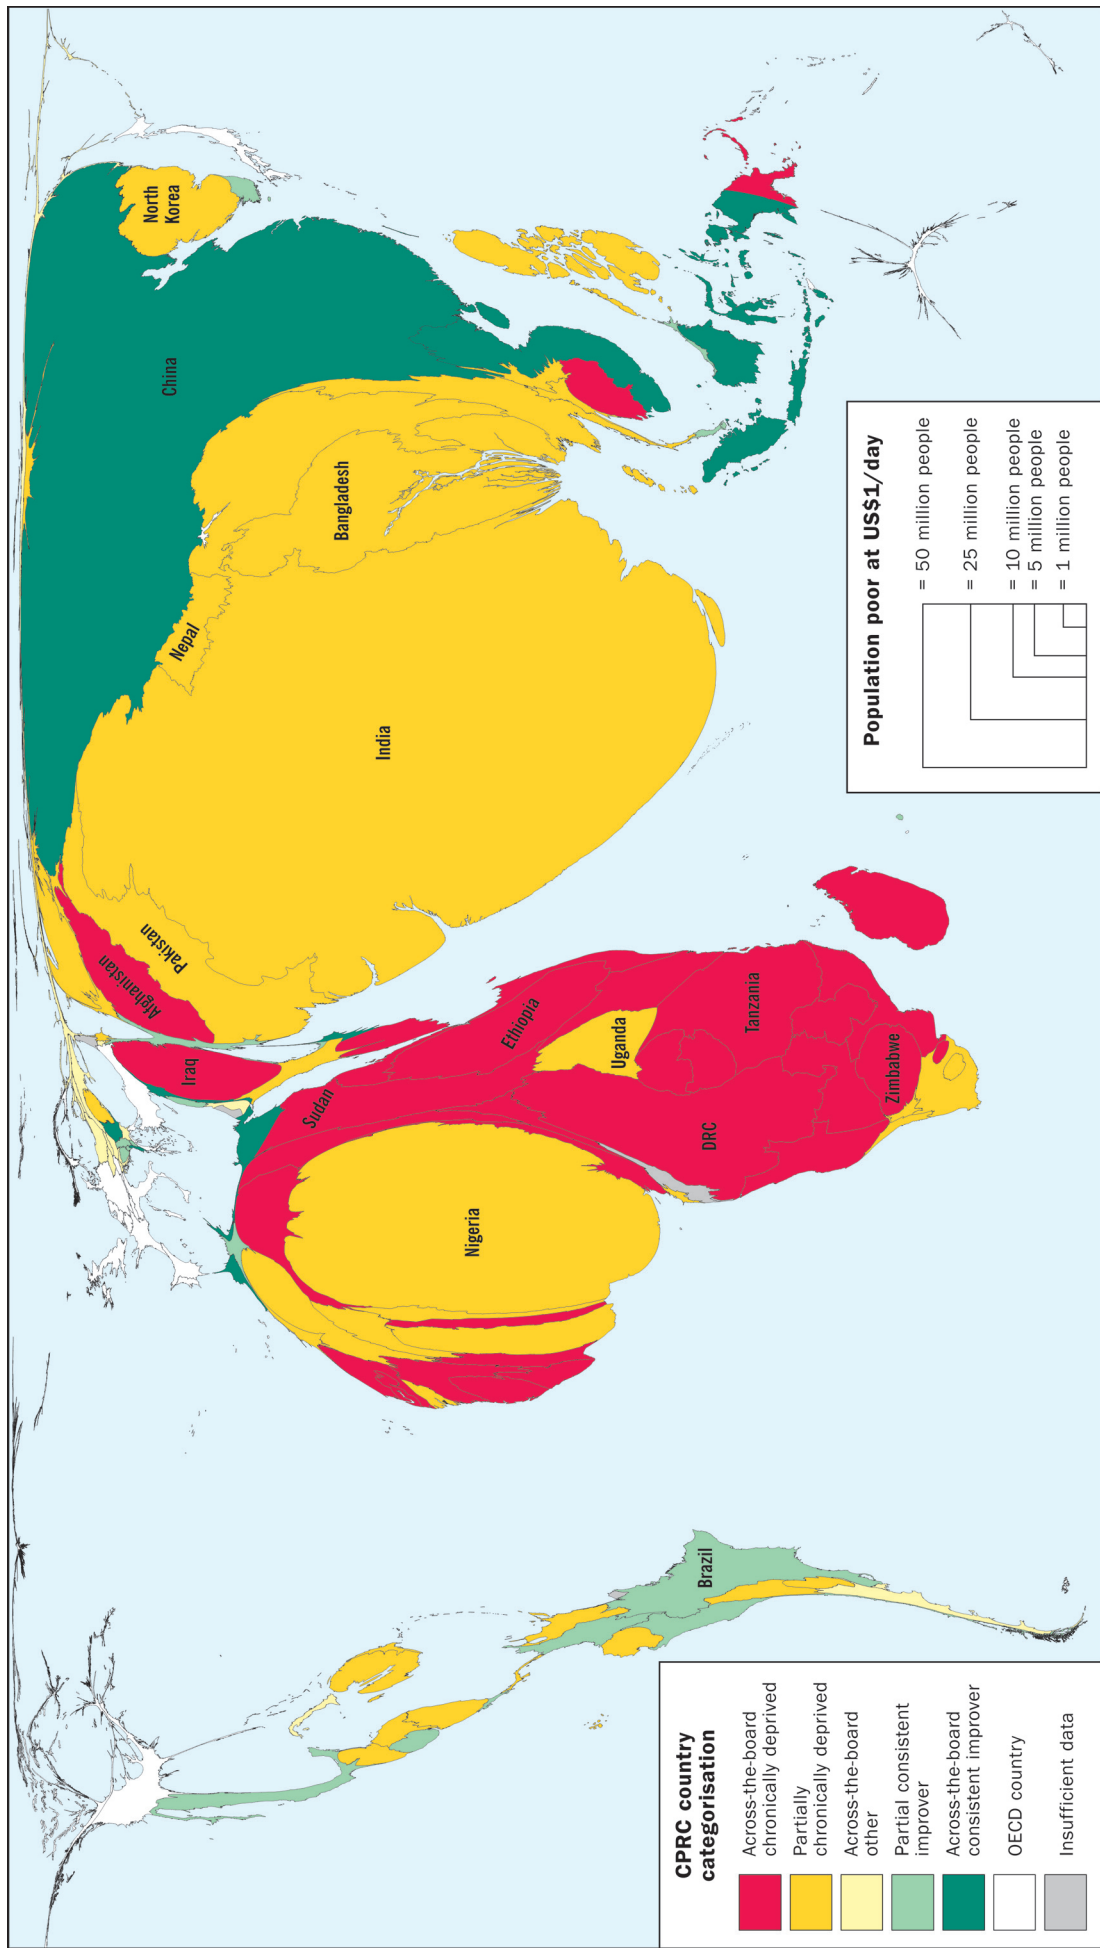 North
Korea
China
Nepal
Bangladesh
India
Pakistan
Afghanistan
Iraq
Sudan
Ethiopia
Uganda
Tanzania
DRC
Zimbabwe
Nigeria
Brazil
CPRC country
categorisation
Across-the-board
chronically deprived
Partially
chronically deprived
Across-the-board
other
Partial consistent
improver
Across-the-board
consistent improver
OECD country
Insufficient data
Population poor at US$1/day
= 50 million people
= 25 million people
= 10 million people
= 5 million people
= 1 million people